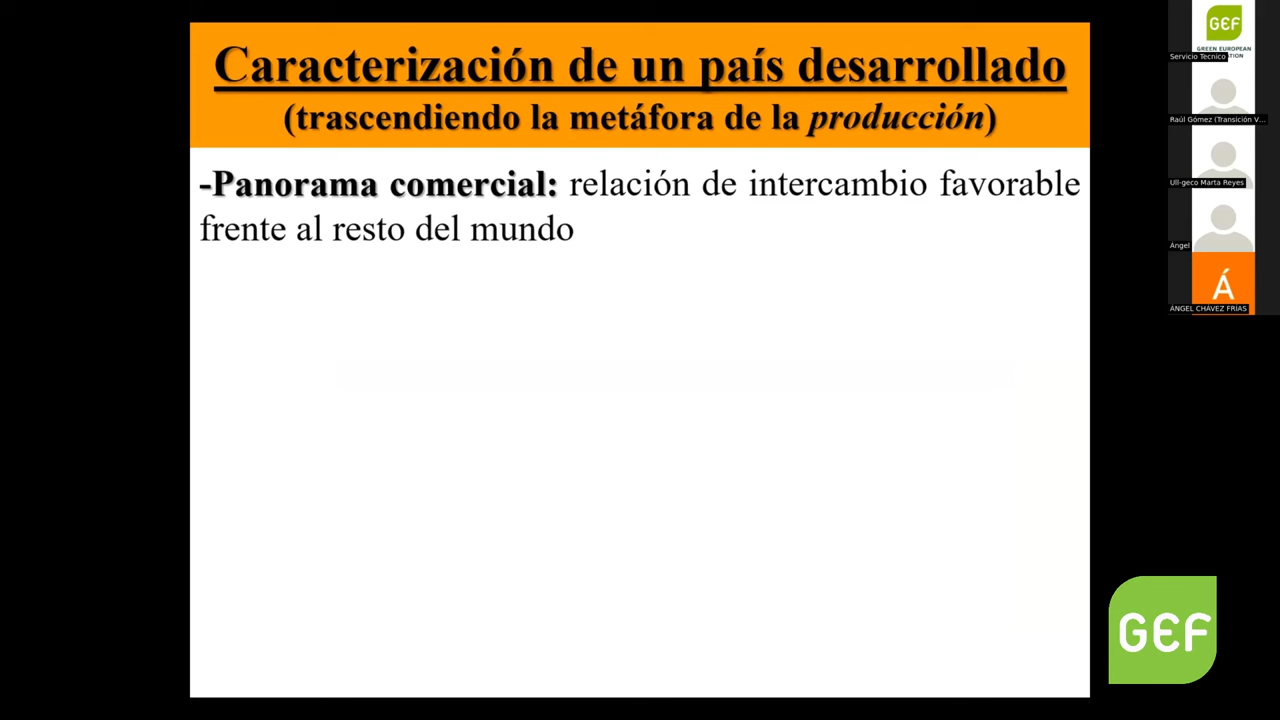 Caracterización de un país desarrollado
(trascendiendo la metáfora de la producción)
-Panorama comercial: relación de intercambio favorable
frente al resto del mundo
GEF
GREEN EUROPEAN
Servicio Tecnico
Raúl Gómez (Transición V...
Ull-geco Marta Reyes
Ángel
Á
ÁNGEL CHÁVEZ FRÍAS
GEF